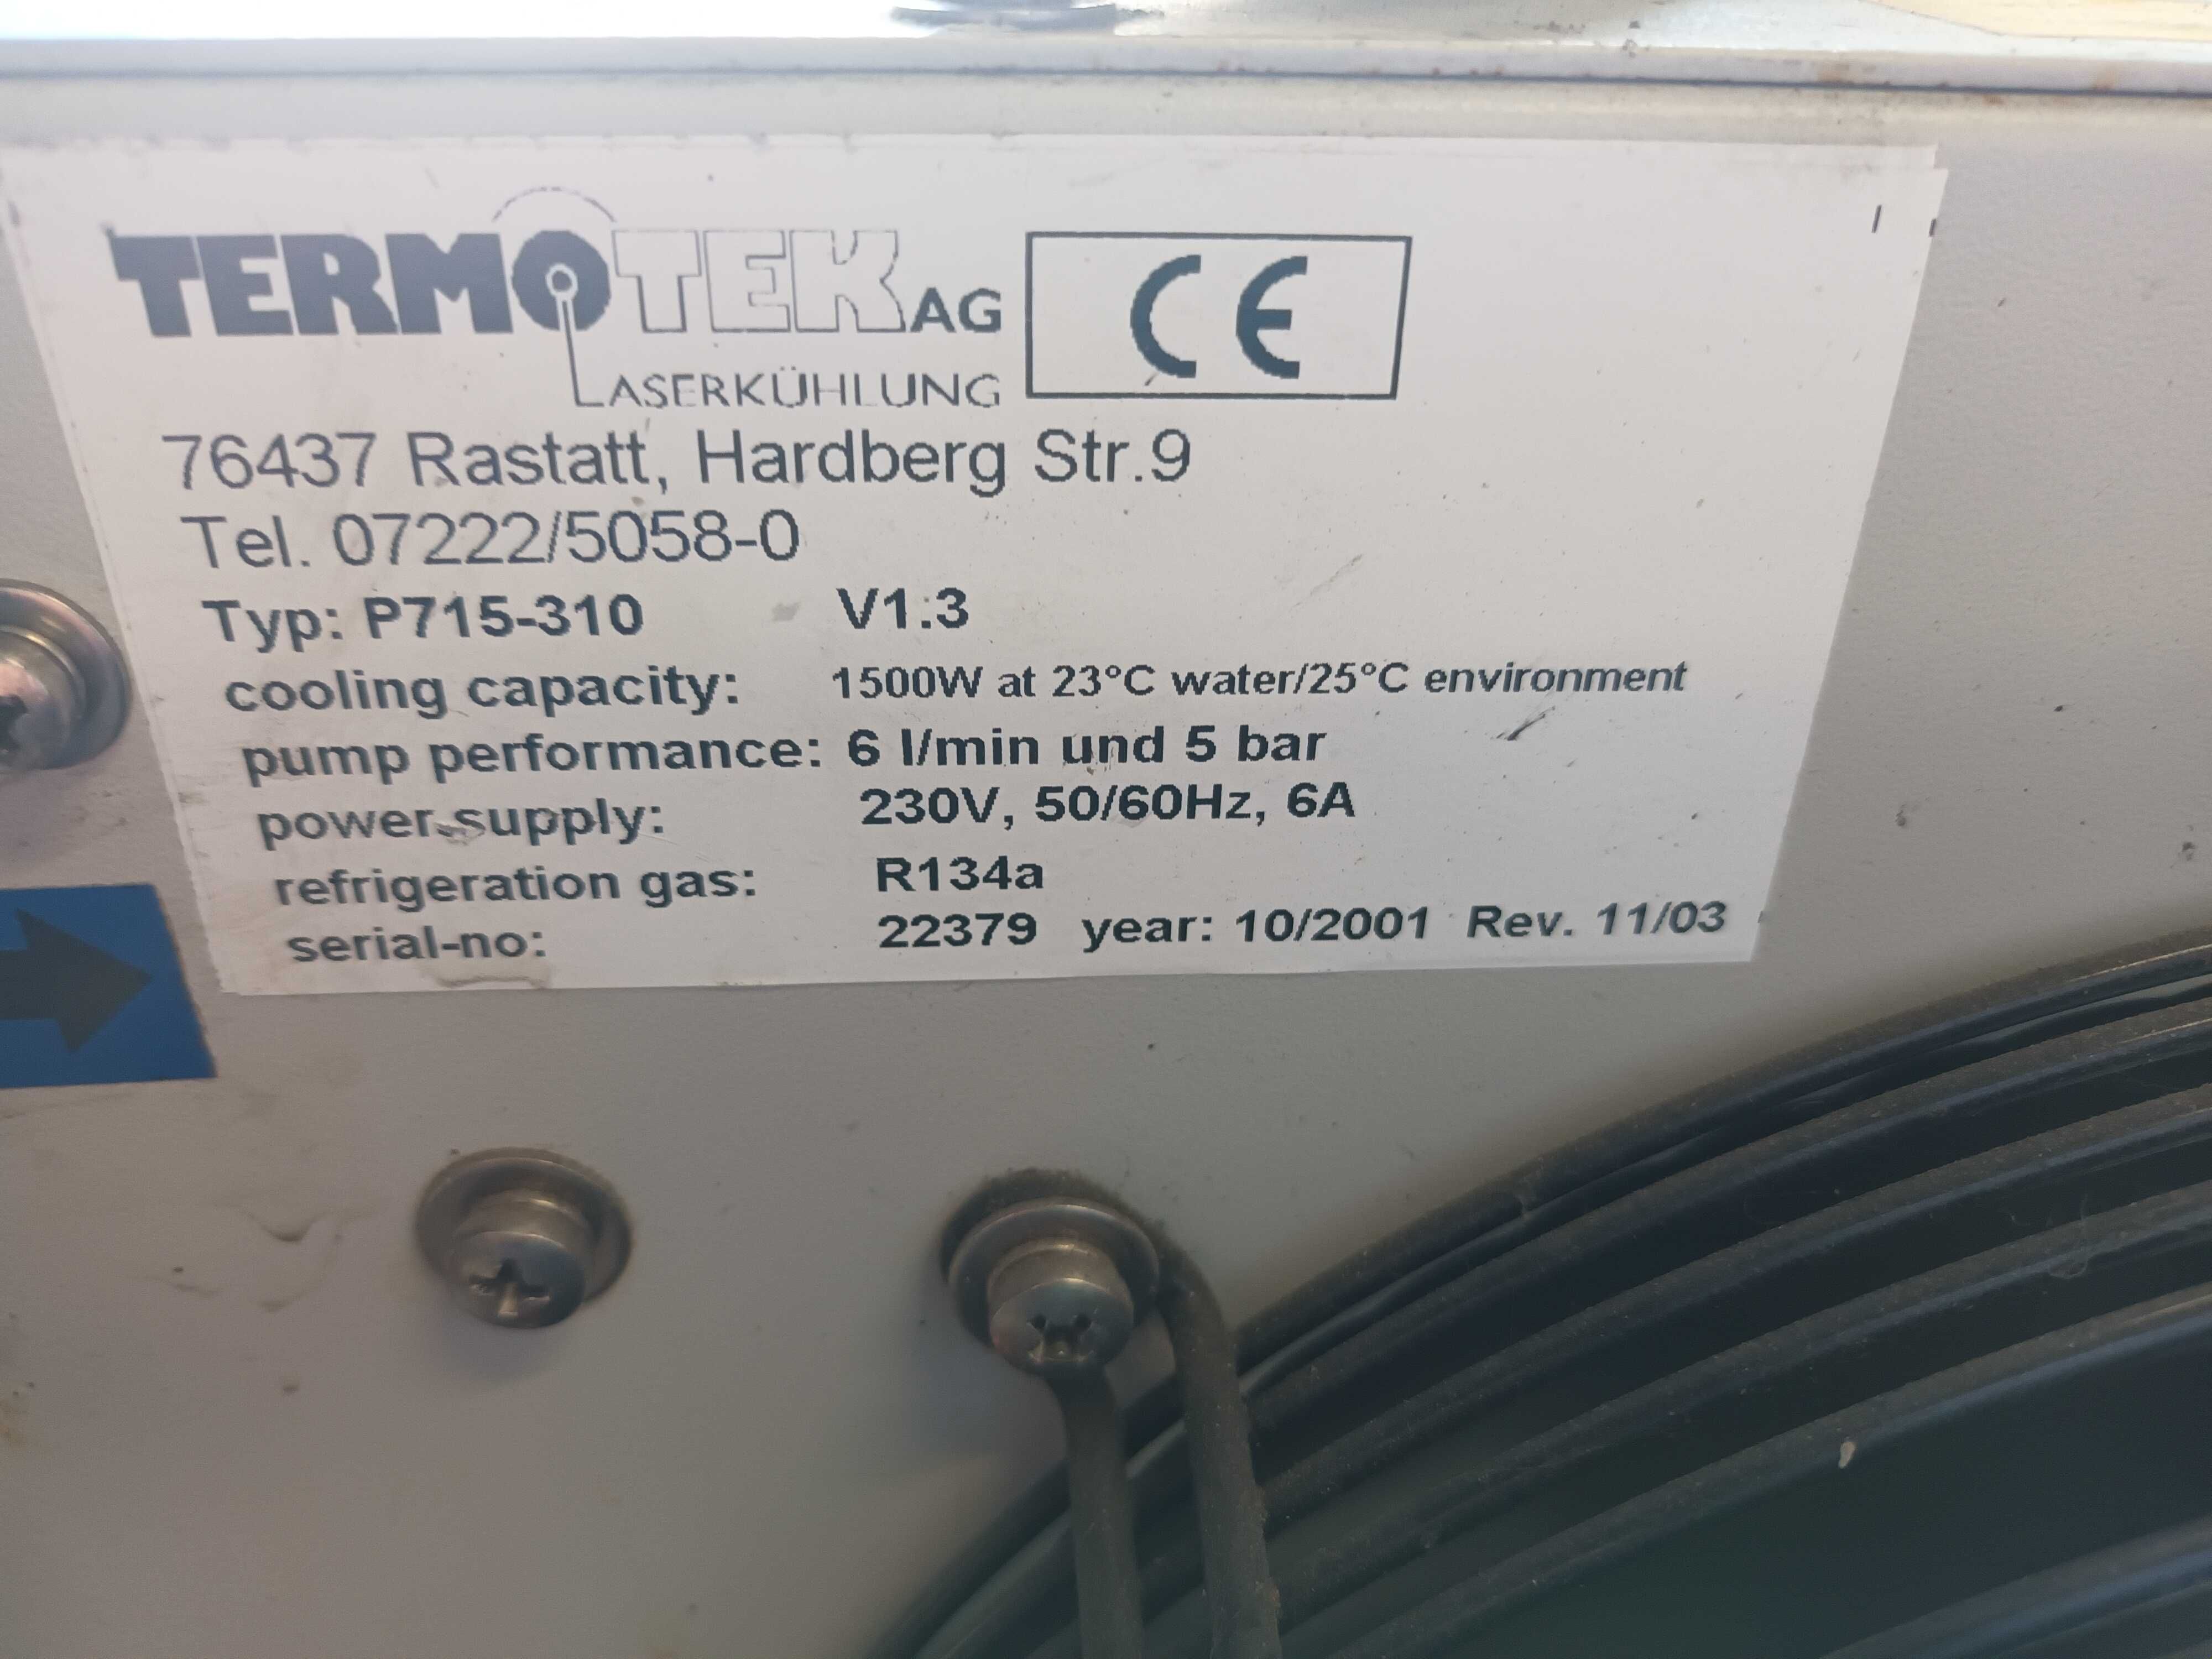 TERMOTEK AG CE
LASERKÜHLUNG
76437 Rastatt, Hardberg Str.9
Tel. 07222/5058-0
Typ: P715-310 V1.3
cooling capacity: 1500W at 23°C water/25°C environment
pump performance: 6 l/min und 5 bar
power supply: 230V, 50/60Hz, 6A
refrigeration gas: R134a
serial-no: 22379 year: 10/2001 Rev. 11/03